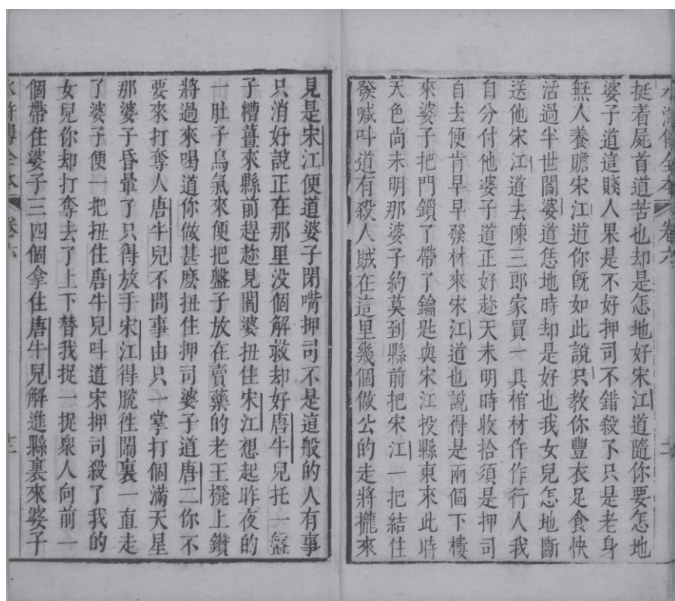 水滸傳全本 卷六 二
挺着屍首道苦也却是怎地好宋江道隨你要怎地
婆子道這賤人果是不好押司不錯殺了只是老身
無人養贍宋江道你旣如此說只教你豐衣足食快
活過半世閻婆道恁地時却是好也我女兒怎地斷
送他宋江道去陳三郎家買一具棺材仵作行人我
自分付他婆子道正好趂天未明時收拾須是押司
自去便肯早早發材來宋江道也說得是兩個下樓
來婆子把門鎖了帶了鑰匙與宋江投縣東來此時
天色尚未明那婆子約莫到縣前把宋江一把結住
發喊叫道有殺人賊在這里幾個做公的走將攏來
見是宋江便道婆子閉嘴押司不是這般的人有事
只消好說正在那里没個解救却好唐牛兒托一盤
子糟薑來縣前趕趂見閻婆扭住宋江想起昨夜的
一肚子鳥氣來便把盤子放在賣藥的老王櫈上鑽
將過來喝道你做甚麽扭住押司婆子道唐二你不
要來打奪人唐牛兒不問事由只一掌打個滿天星
那婆子昏暈了只得放手宋江得脫徃鬧裏一直走
了婆子便一把扭住唐牛兒叫道宋押司殺了我的
女兒你却打奪去了上下替我捉一捉衆人向前一
個帶住婆子三四個拿住唐牛兒解進縣裏來婆子
水滸傳全本 卷六